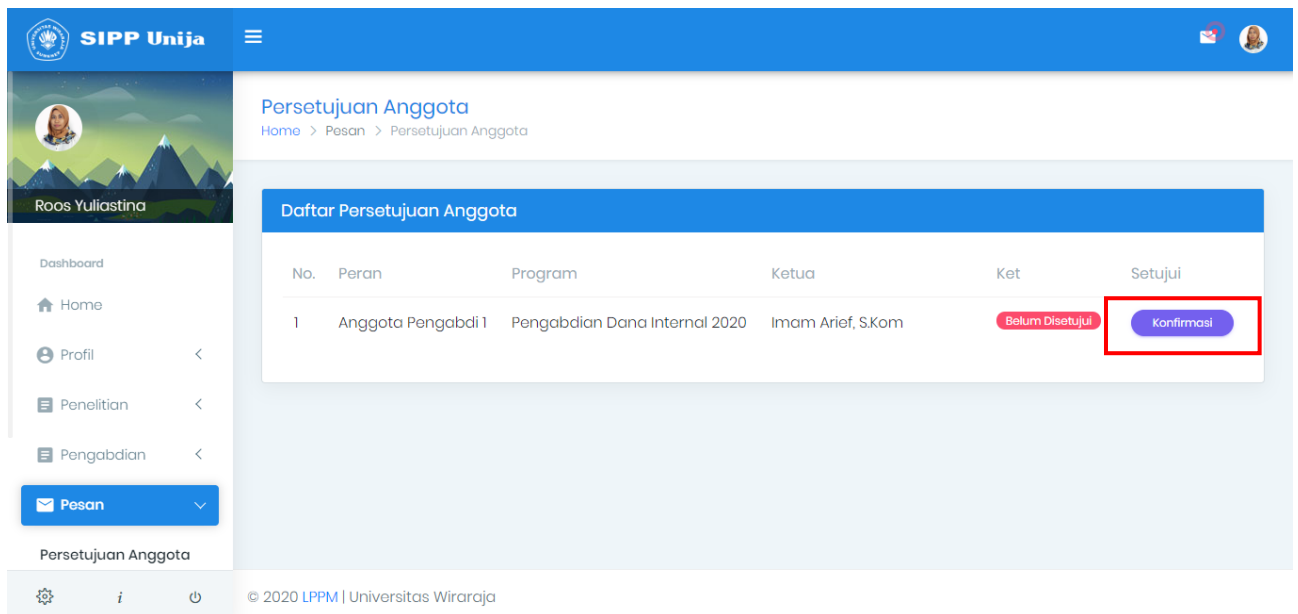 SIPP Unija
Persetujuan Anggota
Home > Pesan > Persetujuan Anggota
Roos Yuliastina
Dashboard
Home
Profil
Penelitian
Pengabdian
Pesan
Persetujuan Anggota
Daftar Persetujuan Anggota
No. Peran Program Ketua Ket Setujui
1 Anggota Pengabdi 1 Pengabdian Dana Internal 2020 Imam Arief, S.Kom Belum Disetujui Konfirmasi
i
© 2020 LPPM | Universitas Wiraraja